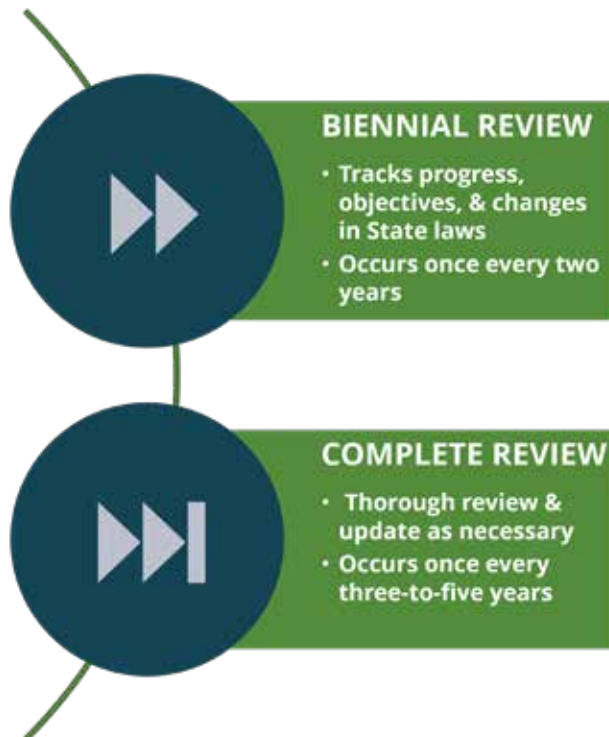 BIENNIAL REVIEW
• Tracks progress,
objectives, & changes
in State laws
• Occurs once every two
years
COMPLETE REVIEW
• Thorough review &
update as necessary
• Occurs once every
three-to-five years